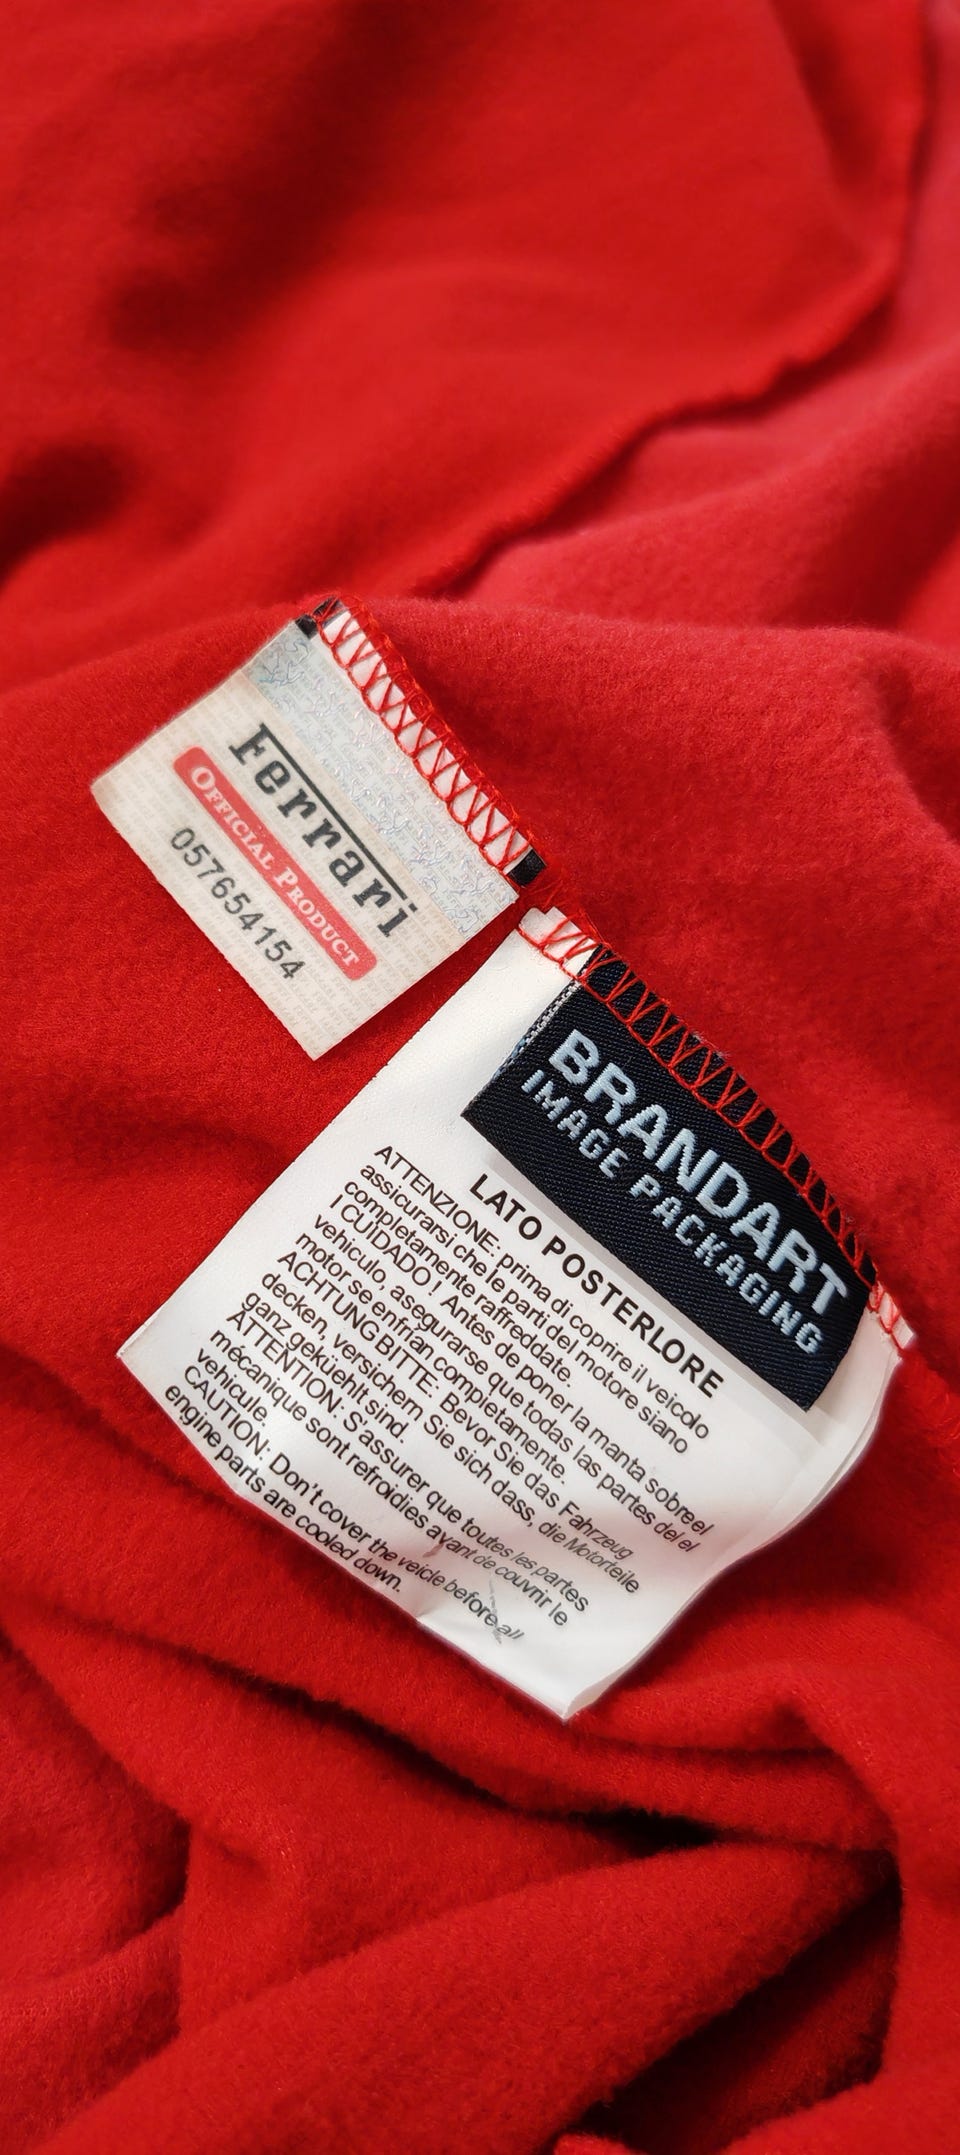 Ferrari
OFFICIAL PRODUCT
057654154
BRANDART
IMAGE PACKAGING
LATO POSTERLORE
ATTENZIONE: prima di coprire il veicolo
assicurarsi che le parti del motore siano
completamente raffreddate.
I CUIDADO ! Antes de poner la manta sobreel
vehiculo, asegurarse que todas las partes del el
motor se enfrían completamente.
ACHTUNG BITTE: Bevor Sie das Fahrzeug
decken, versichern Sie sich dass, die Motorteile
ganz geküehlt sind.
ATTENTION: S'assurer que toutes les partes
mécanique sont refroidies avant de couvrir le
vehicule.
CAUTION: Don't cover the veicle before all
engine parts are cooled down.